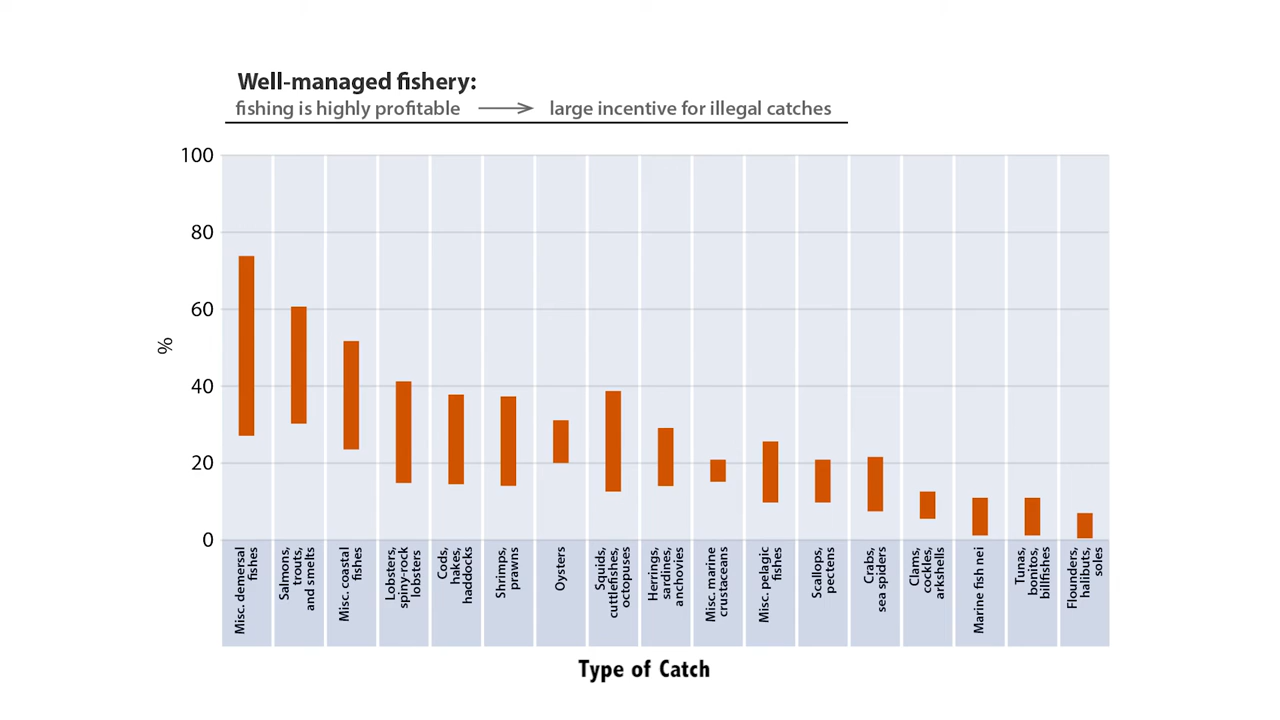 Well-managed fishery:
fishing is highly profitable → large incentive for illegal catches
100
80
60
40
20
0
%
Misc. demersal
fishes
Salmons,
trouts,
and smelts
Misc. coastal
fishes
Lobsters,
spiny-rock
lobsters
Cods,
hakes,
haddocks
Shrimps,
prawns
Oysters
Squids,
cuttlefishes,
octopuses
Herrings,
sardines,
anchovies
Misc. marine
crustaceans
Misc. pelagic
fishes
Scallops,
pectens
Crabs,
sea spiders
Clams,
cockles,
arkshells
Marine fish nei
Tunas,
bonitos,
billfishes
Flounders,
halibuts,
soles
Type of Catch